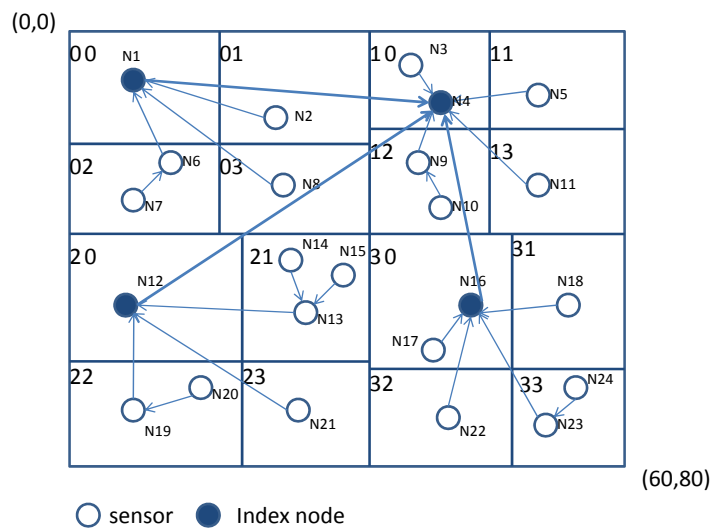 (0,0)
00
N1
01
10
N3
11
N4
N5
N2
02
N6
03
12
N9
13
N7
N8
N10
N11
20
N12
21
N14
N15
30
N16
31
N18
N13
N17
22
N20
23
32
33
N24
N19
N21
N22
N23
(60,80)
sensor
Index node